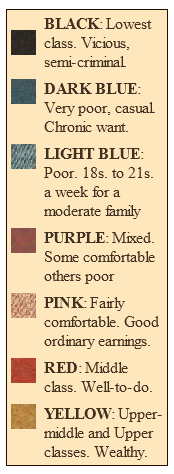 BLACK: Lowest
class. Vicious,
semi-criminal.
DARK BLUE:
Very poor, casual.
Chronic want.
LIGHT BLUE:
Poor. 18s. to 21s.
a week for a
moderate family
PURPLE: Mixed.
Some comfortable
others poor
PINK: Fairly
comfortable. Good
ordinary earnings.
RED: Middle
class. Well-to-do.
YELLOW: Upper-
middle and Upper
classes. Wealthy.